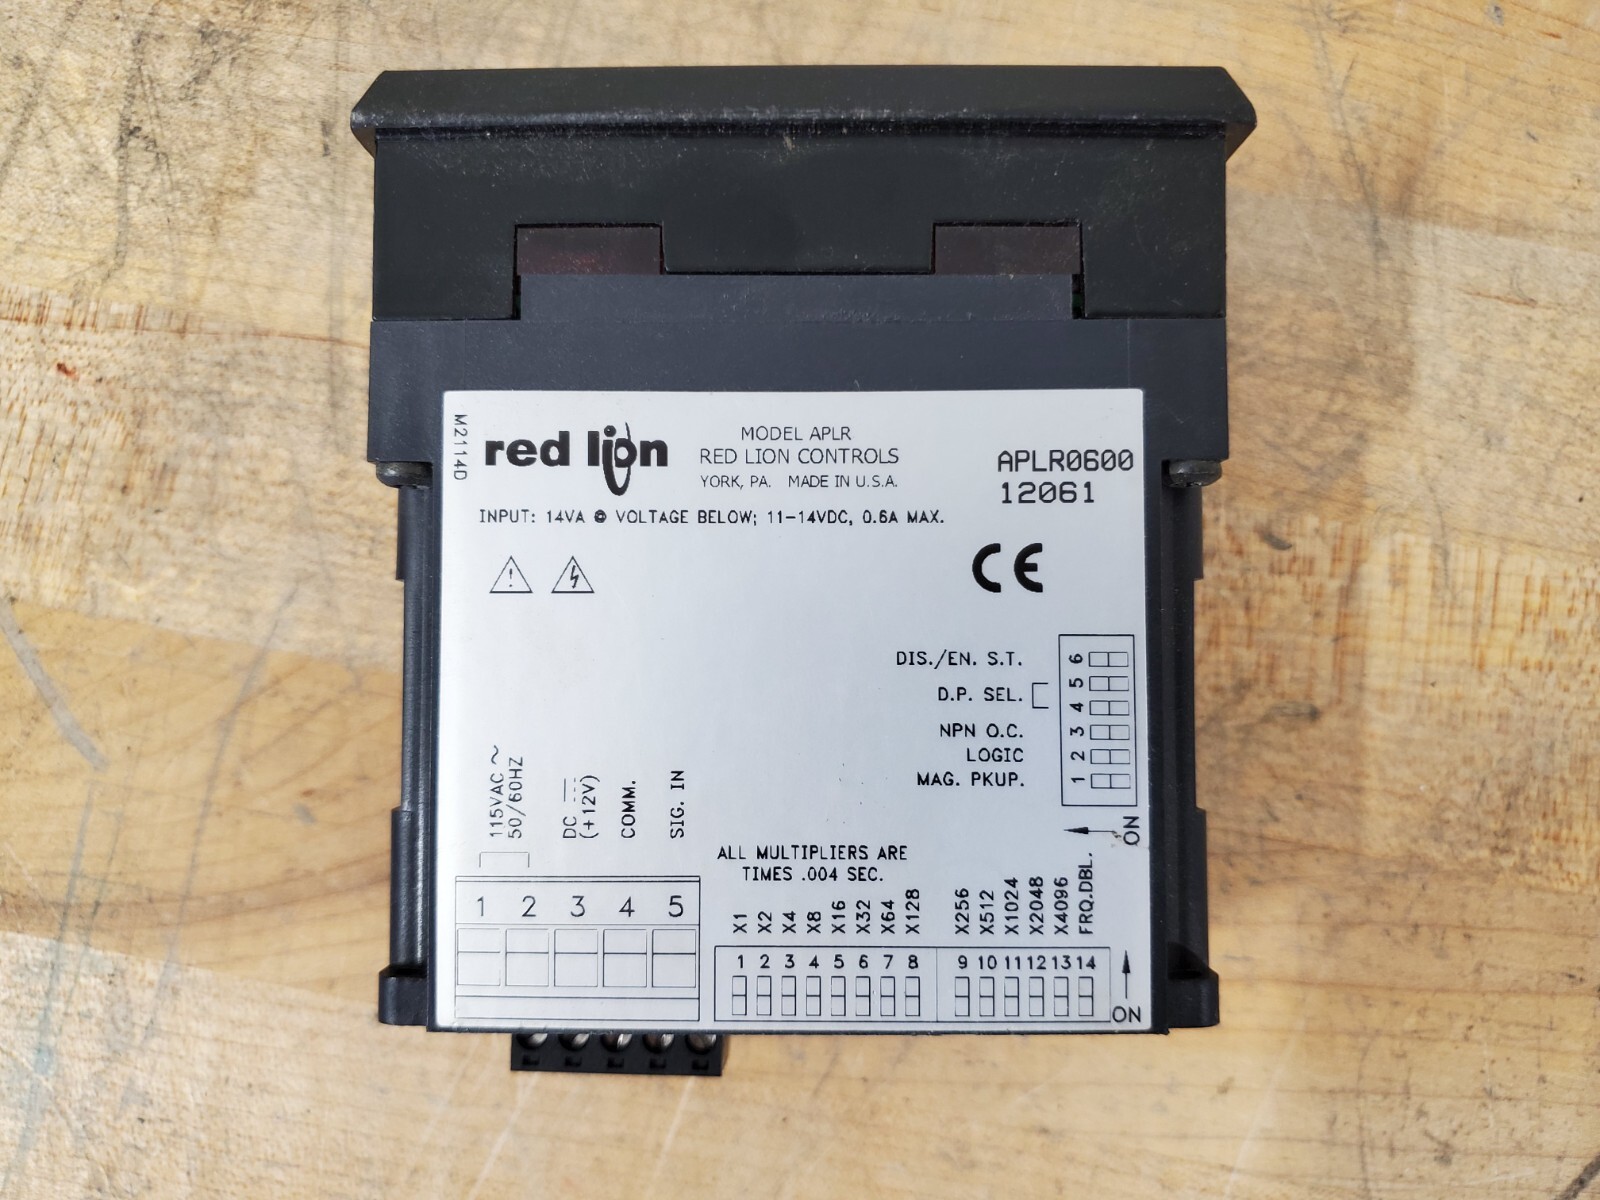 M2114D
red lion
MODEL APLR
RED LION CONTROLS
YORK, PA. MADE IN U.S.A.
APLR0600
12061
INPUT: 14VA @ VOLTAGE BELOW; 11-14VDC, 0.6A MAX.
CE
DIS./EN. S.T.
D.P. SEL.
NPN O.C.
LOGIC
MAG. PKUP.
6
5
4
3
2
1
ON
115VAC ~
50/60HZ
DC ⎓
(+12V)
COMM.
SIG. IN
1 2 3 4 5
ALL MULTIPLIERS ARE
TIMES .004 SEC.
X1
X2
X4
X8
X16
X32
X64
X128
X256
X512
X1024
X2048
X4096
FRQ.DBL.
1 2 3 4 5 6 7 8 9 10 11 12 13 14
ON